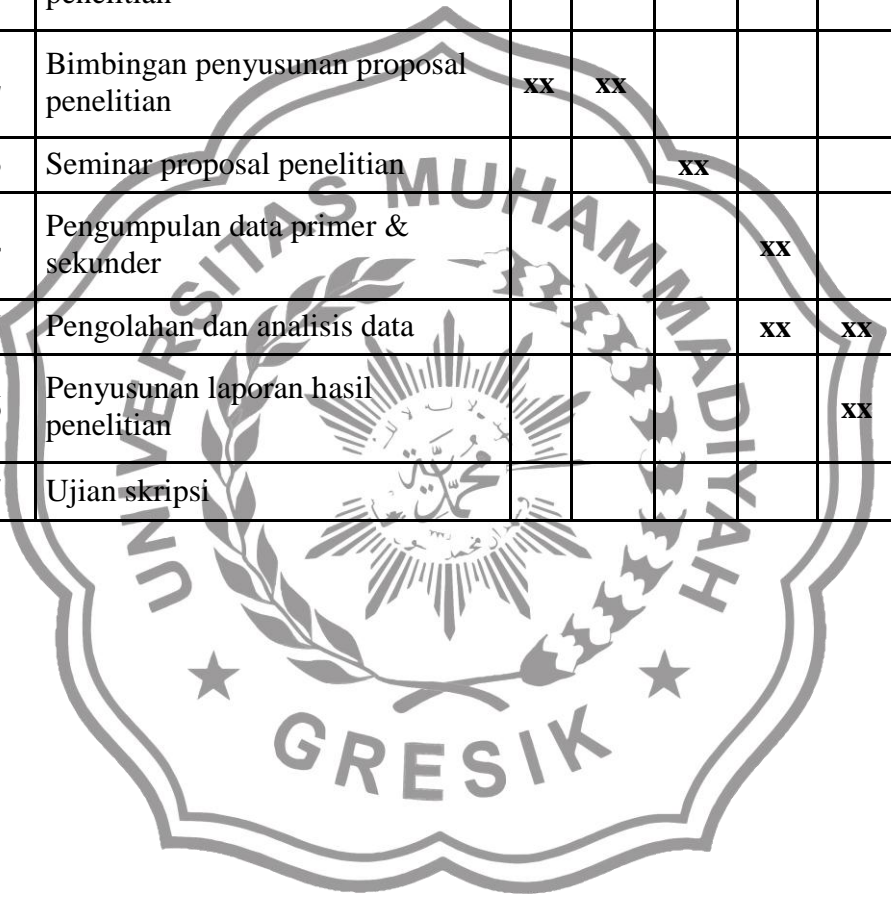 penelitian
Bimbingan penyusunan proposal xx xx
penelitian
Seminar proposal penelitian xx
Pengumpulan data primer &
sekunder xx
Pengolahan dan analisis data xx xx
Penyusunan laporan hasil
penelitian xx
Ujian skripsi
UNIVERSITAS MUHAMMADIYAH
محمد
GRESIK